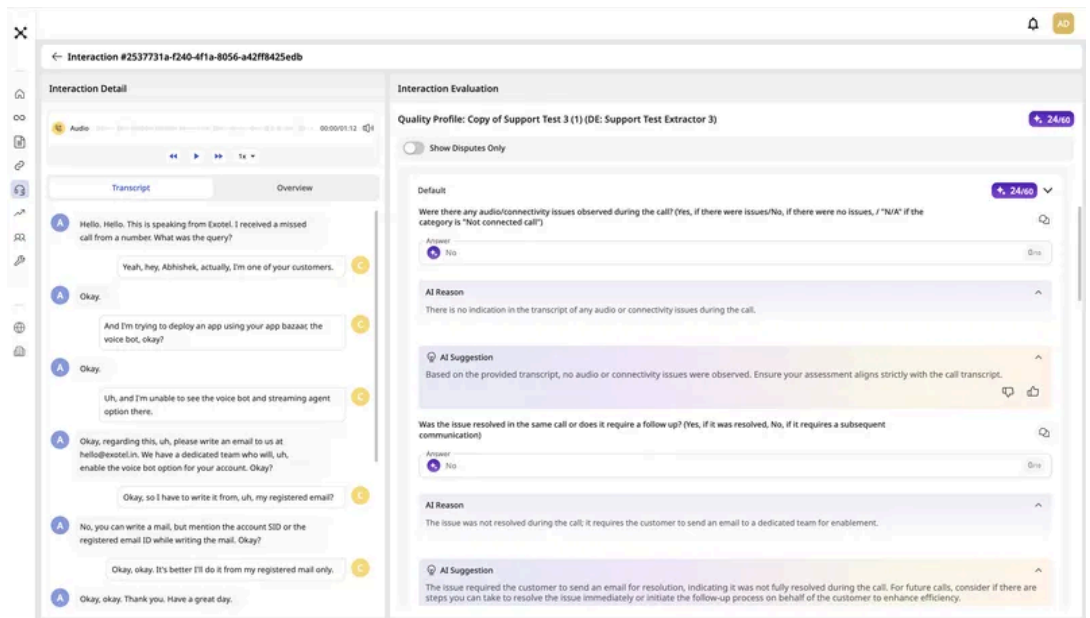 AD
← Interaction #2537731a-f240-4f1a-8056-a42ff8425edb
Interaction Detail
Audio
00:00/01:12
1x
Transcript
Overview
A
Hello. Hello. This is speaking from Exotel. I received a missed
call from a number. What was the query?
Yeah, hey, Abhishek, actually, I'm one of your customers.
C
A
Okay.
And I'm trying to deploy an app using your app bazaar, the
voice bot, okay?
C
A
Okay.
Uh, and I'm unable to see the voice bot and streaming agent
option there.
C
A
Okay, regarding this, uh, please write an email to us at
hello@exotel.in. We have a dedicated team who will, uh,
enable the voice bot option for your account. Okay?
Okay, so I have to write it from, uh, my registered email?
C
A
No, you can write a mail, but mention the account SID or the
registered email ID while writing the mail. Okay?
Okay, okay. It's better I'll do it from my registered mail only.
C
A
Okay, okay. Thank you. Have a great day.
Interaction Evaluation
Quality Profile: Copy of Support Test 3 (1) (DE: Support Test Extractor 3)
24/60
Show Disputes Only
Default
24/60
Were there any audio/connectivity issues observed during the call? (Yes, if there were issues/No, if there were no issues, / "N/A" if the
category is "Not connected call")
Answer
No
AI Reason
There is no indication in the transcript of any audio or connectivity issues during the call.
AI Suggestion
Based on the provided transcript, no audio or connectivity issues were observed. Ensure your assessment aligns strictly with the call transcript.
Was the issue resolved in the same call or does it require a follow up? (Yes, if it was resolved, No, if it requires a subsequent
communication)
Answer
No
AI Reason
The issue was not resolved during the call; it requires the customer to send an email to a dedicated team for enablement.
AI Suggestion
The issue required the customer to send an email for resolution, indicating it was not fully resolved during the call. For future calls, consider if there are
steps you can take to resolve the issue immediately or initiate the follow-up process on behalf of the customer to enhance efficiency.